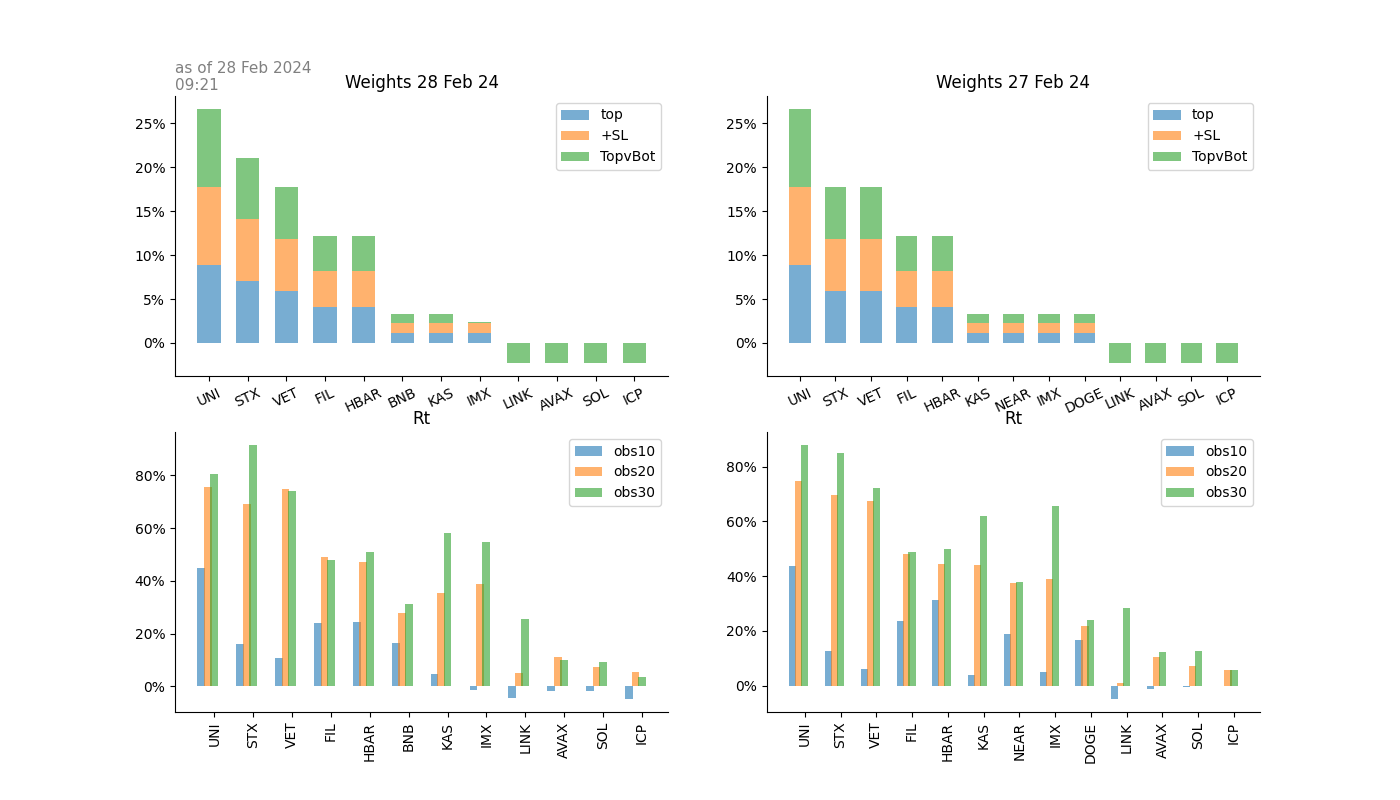 as of 28 Feb 2024
09:21
Weights 28 Feb 24
25%
20%
15%
10%
5%
0%
top
+SL
TopvBot
UNI STX VET FIL HBAR BNB KAS IMX LINK AVAX SOL ICP
Weights 27 Feb 24
25%
20%
15%
10%
5%
0%
top
+SL
TopvBot
UNI STX VET FIL HBAR KAS NEAR IMX DOGE LINK AVAX SOL ICP
Rt
80%
60%
40%
20%
0%
obs10
obs20
obs30
UNI STX VET FIL HBAR BNB KAS IMX LINK AVAX SOL ICP
Rt
80%
60%
40%
20%
0%
obs10
obs20
obs30
UNI STX VET FIL HBAR KAS NEAR IMX DOGE LINK AVAX SOL ICP